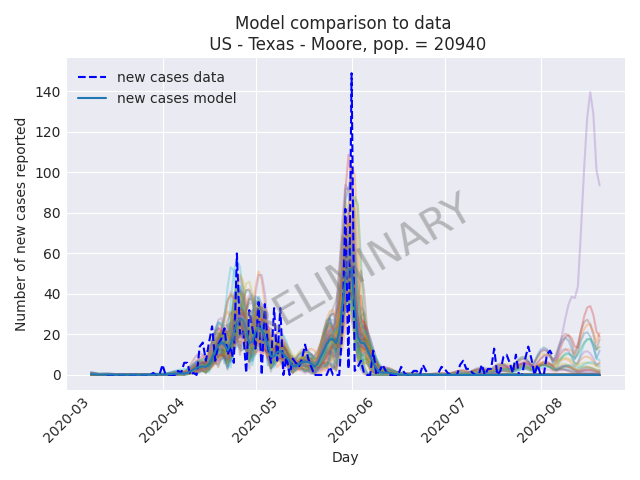 Model comparison to data
US - Texas - Moore, pop. = 20940
new cases data
new cases model
Number of new cases reported
140
120
100
80
60
40
20
0
2020-03
2020-04
2020-05
2020-06
2020-07
2020-08
Day